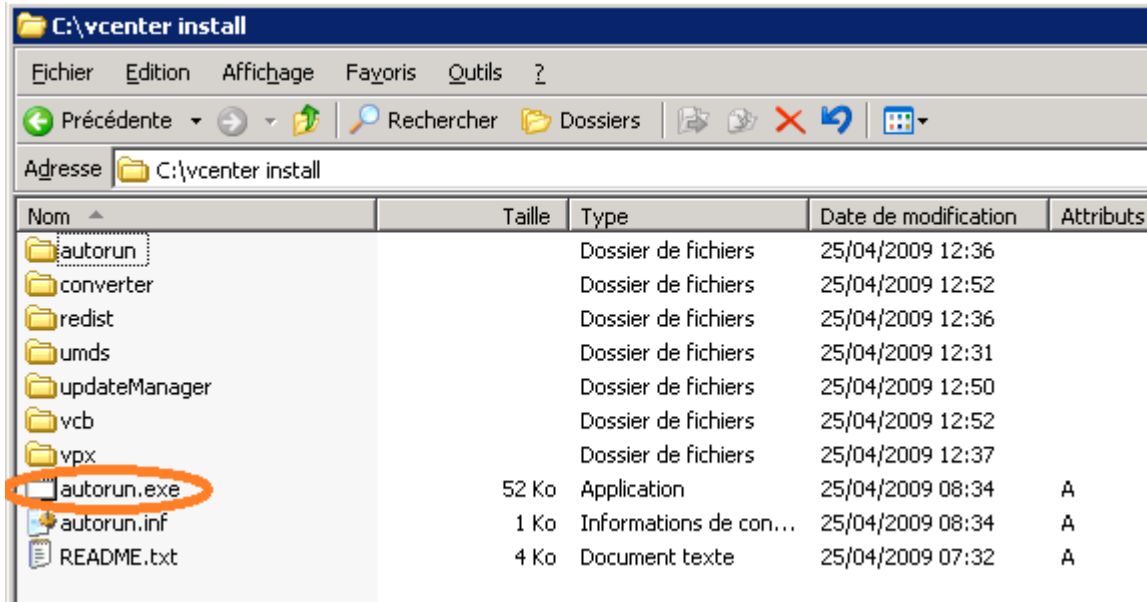 C:\vcenter install
Fichier Edition Affichage Favoris Outils ?
Précédente Rechercher Dossiers
Adresse C:\vcenter install
Nom Taille Type Date de modification Attributs
autorun Dossier de fichiers 25/04/2009 12:36
converter Dossier de fichiers 25/04/2009 12:52
redist Dossier de fichiers 25/04/2009 12:36
umds Dossier de fichiers 25/04/2009 12:31
updateManager Dossier de fichiers 25/04/2009 12:50
vcb Dossier de fichiers 25/04/2009 12:52
vpx Dossier de fichiers 25/04/2009 12:37
autorun.exe 52 Ko Application 25/04/2009 08:34 A
autorun.inf 1 Ko Informations de con... 25/04/2009 08:34 A
README.txt 4 Ko Document texte 25/04/2009 07:32 A